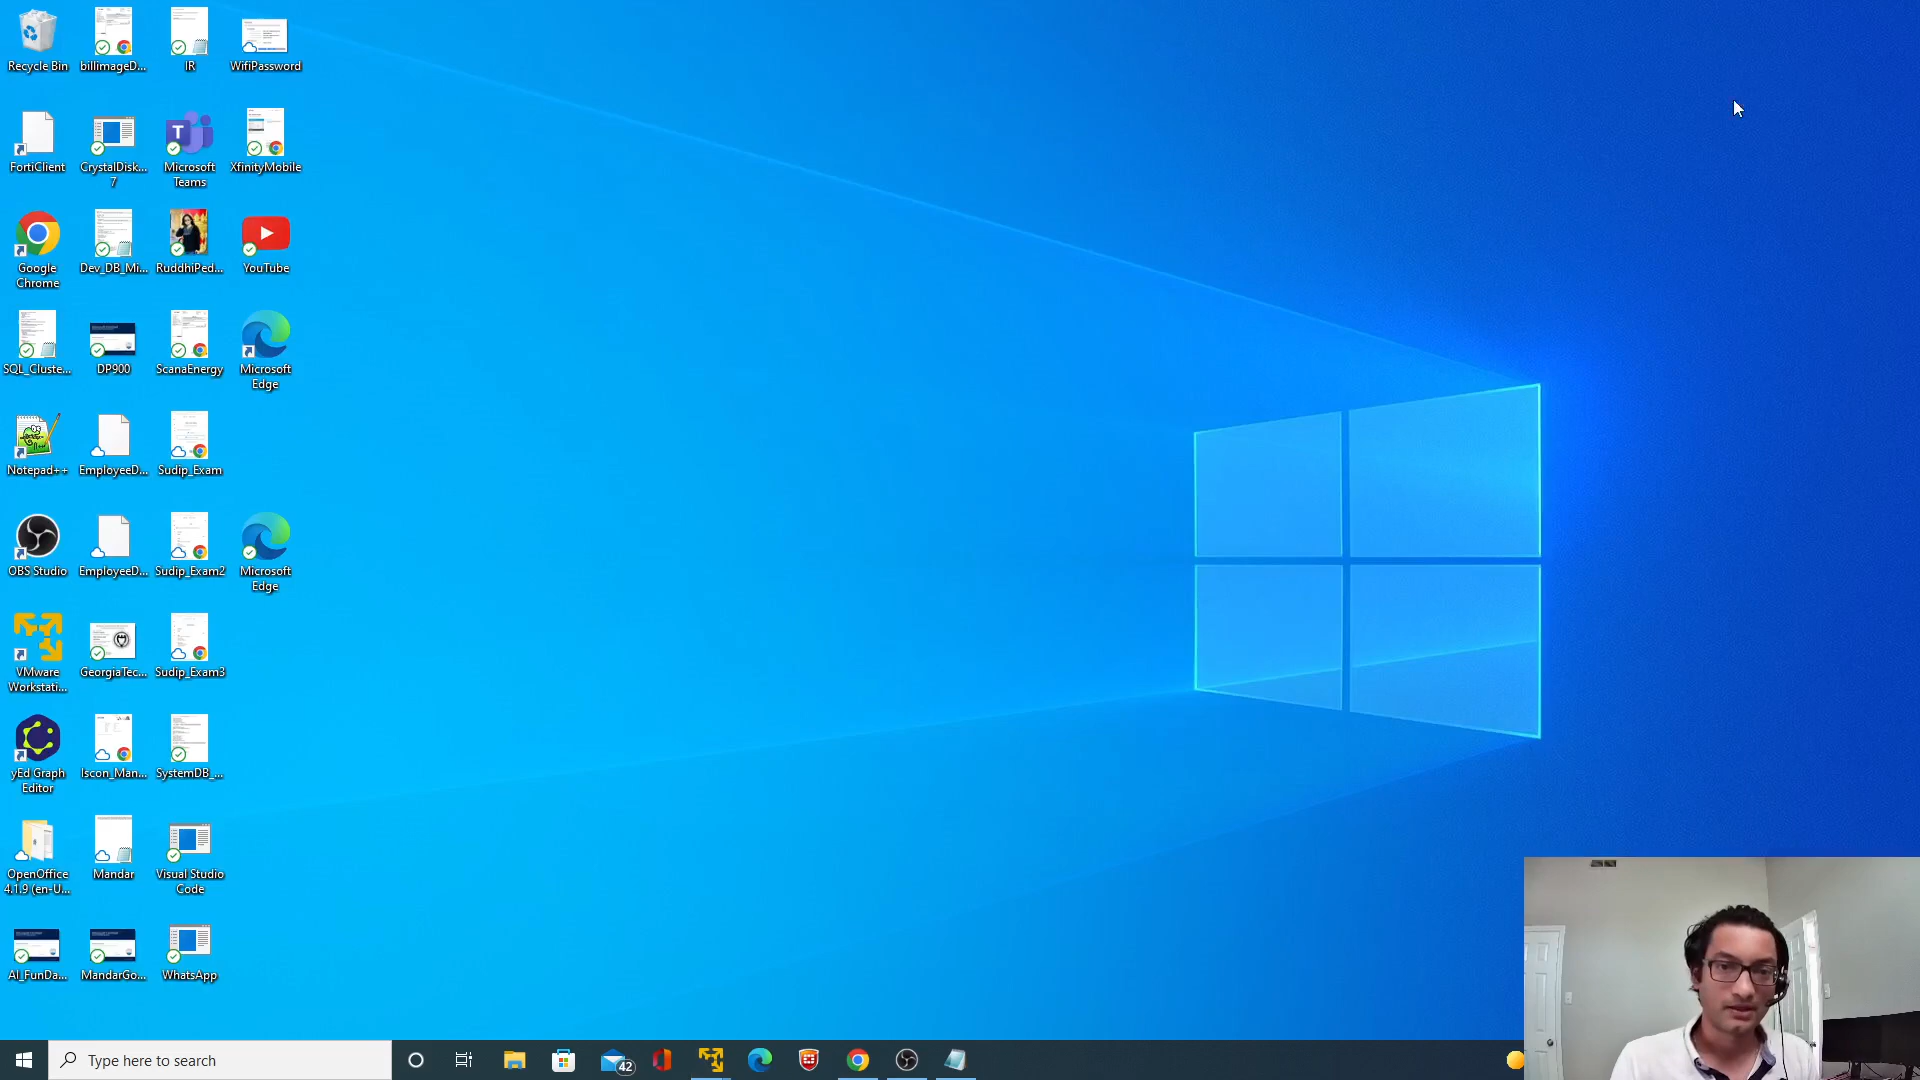 Recycle Bin
billimageD...
IR
WifiPassword
FortiClient
CrystalDisk...
7
Microsoft
Teams
XfinityMobile
Google
Chrome
Dev_DB_Mi...
RuddhiPed...
YouTube
SQL_Cluste...
DP900
ScanaEnergy
Microsoft
Edge
Notepad++
EmployeeD...
Sudip_Exam
OBS Studio
EmployeeD...
Sudip_Exam2
Microsoft
Edge
VMware
Workstati...
GeorgiaTec...
Sudip_Exam3
yEd Graph
Editor
Iscon_Man...
SystemDB_...
OpenOffice
4.1.9 (en-U...
Mandar
Visual Studio
Code
AI_FunDa...
MandarGo...
WhatsApp
Type here to search
42